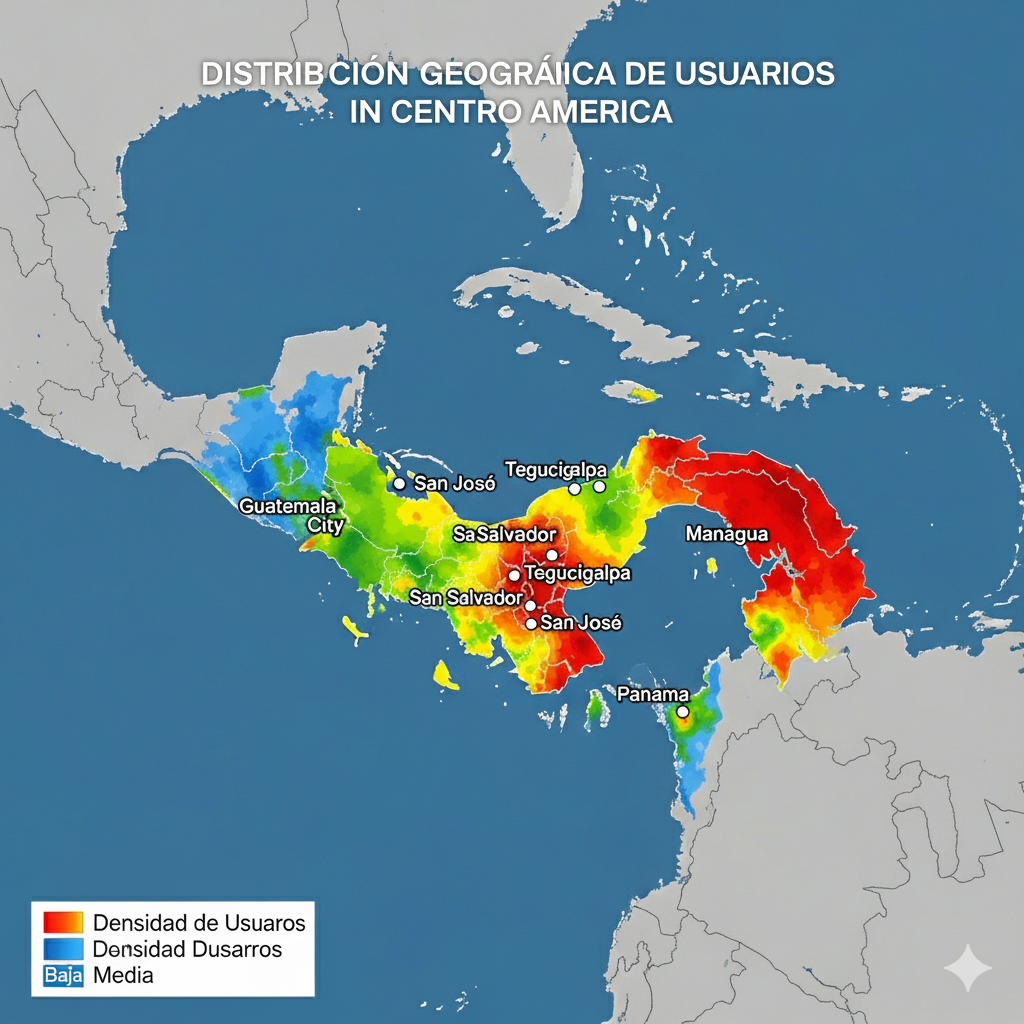 DISTRIBCIÓN GEOGRÁIICA DE USUARIOS
IN CENTRO AMERICA
Tegucigalpa
San José
Guatemala
City
SaSalvador
Managua
Tegucigalpa
San Salvador
San José
Panama
Densidad de Usuaros
Densidad Dusarros
Baja Media